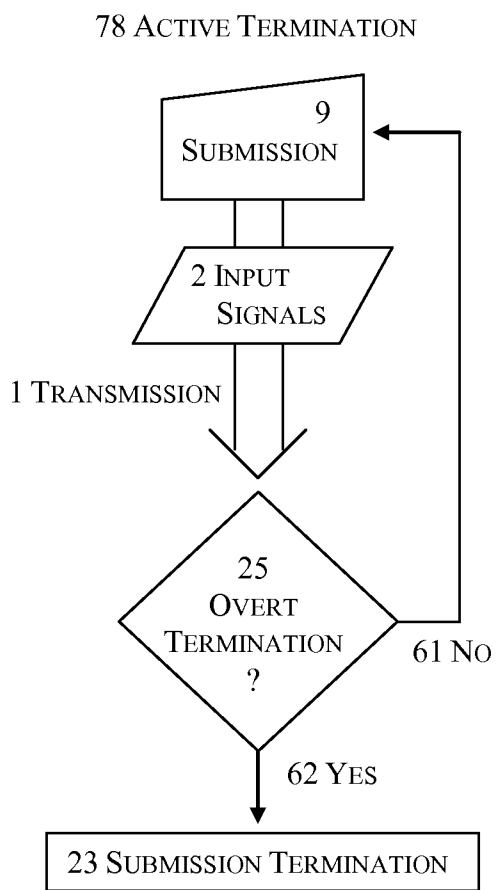 78 ACTIVE TERMINATION
9
SUBMISSION
2 INPUT
SIGNALS
1 TRANSMISSION
25
OVERT
TERMINATION
?
61 NO
62 YES
23 SUBMISSION TERMINATION